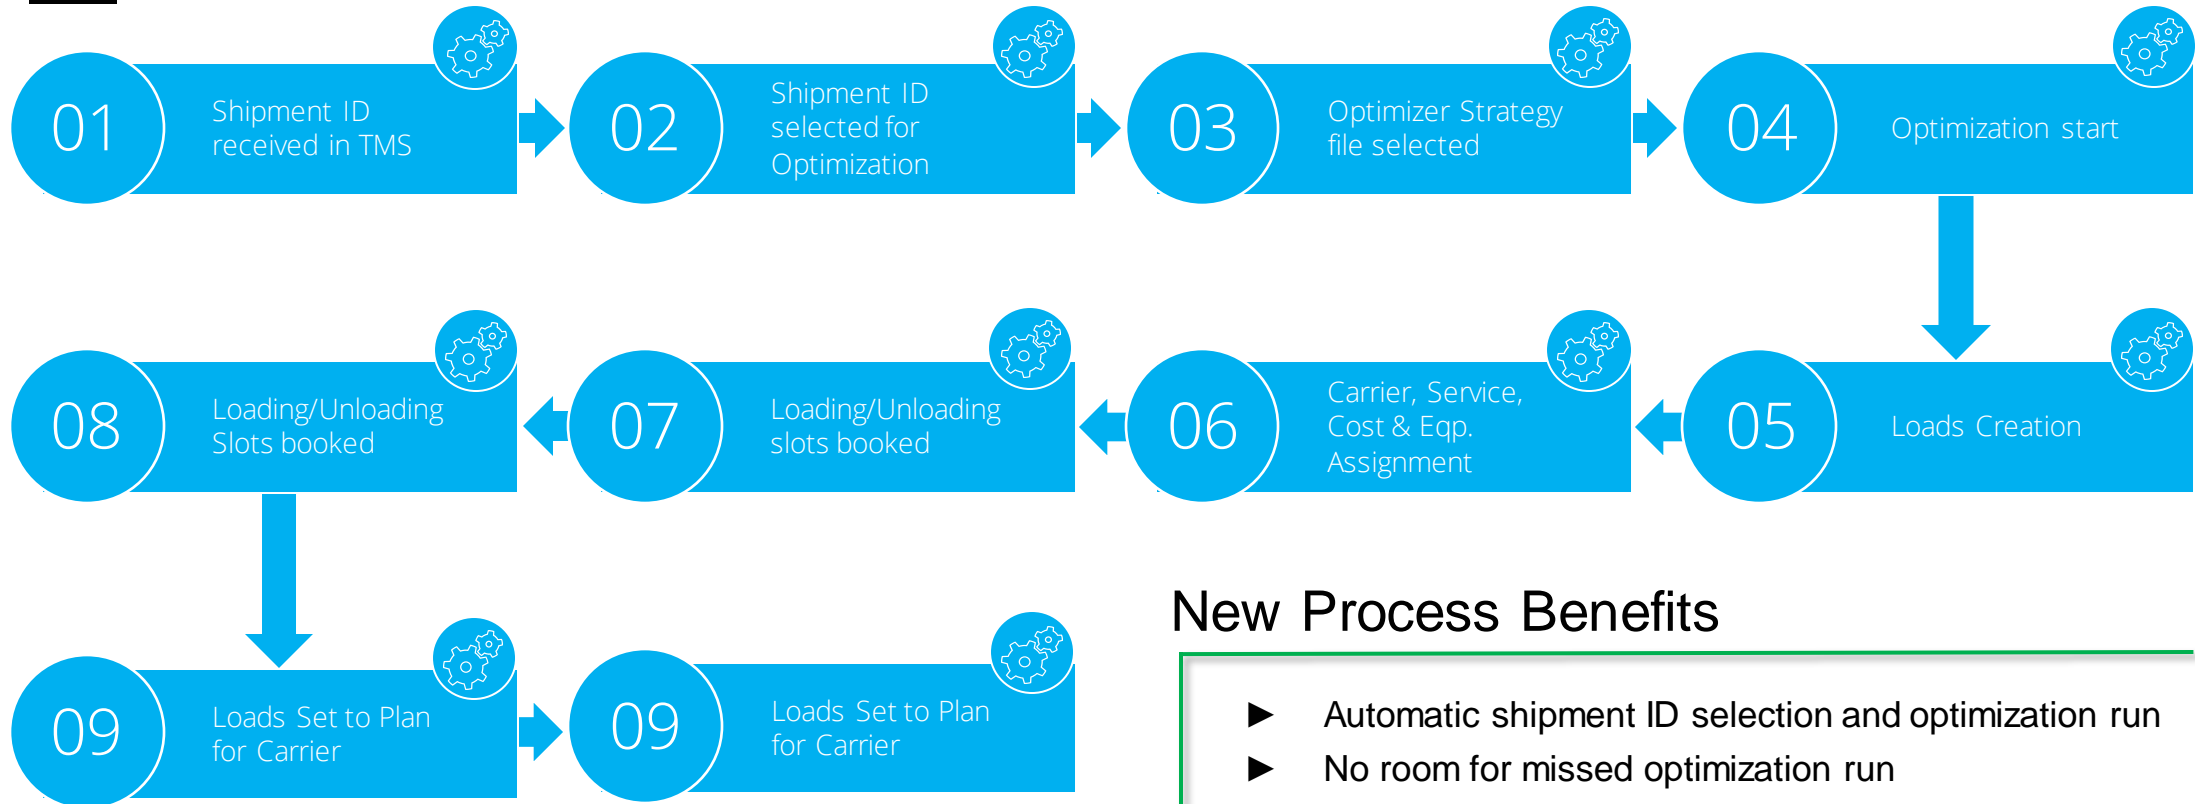 01
Shipment ID
received in TMS
02
Shipment ID
selected for
Optimization
03
Optimizer Strategy
file selected
04
Optimization start
08
Loading/Unloading
Slots booked
07
Loading/Unloading
slots booked
06
Carrier, Service,
Cost & Eqp.
Assignment
05
Loads Creation
09
Loads Set to Plan
for Carrier
09
Loads Set to Plan
for Carrier
New Process Benefits
► Automatic shipment ID selection and optimization run
► No room for missed optimization run